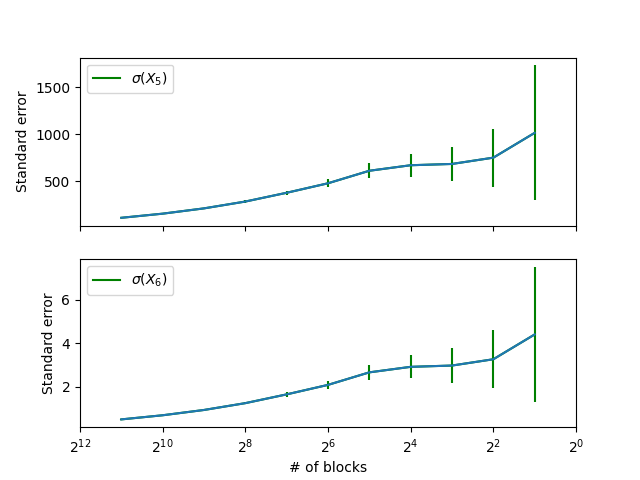 σ(X₅)
1500
1000
500
Standard error
σ(X₆)
6
4
2
Standard error
2¹² 2¹⁰ 2⁸ 2⁶ 2⁴ 2² 2⁰
# of blocks